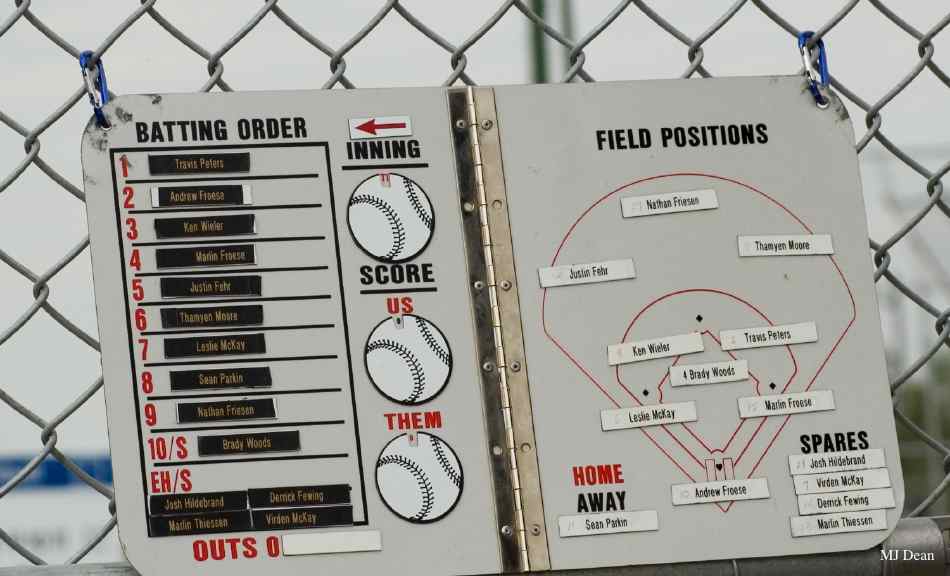 BATTING ORDER
1 Travis Peters
2 Andrew Froese
3 Ken Wieler
4 Marlin Froese
5 Justin Fehr
6 Thamyen Moore
7 Leslie McKay
8 Sean Parkin
9 Nathan Friesen
10/S Brady Woods
EH/S
Josh Hildebrand Derrick Fewing
Marlin Thiessen Virden McKay
OUTS 0
INNING
SCORE
US
THEM
FIELD POSITIONS
Nathan Friesen
Thamyen Moore
Justin Fehr
Travis Peters
Ken Wieler
4 Brady Woods
Leslie McKay
Marlin Froese
Andrew Froese
HOME
AWAY
Sean Parkin
SPARES
Josh Hildebrand
Virden McKay
Derrick Fewing
Marlin Thiessen
MJ Dean